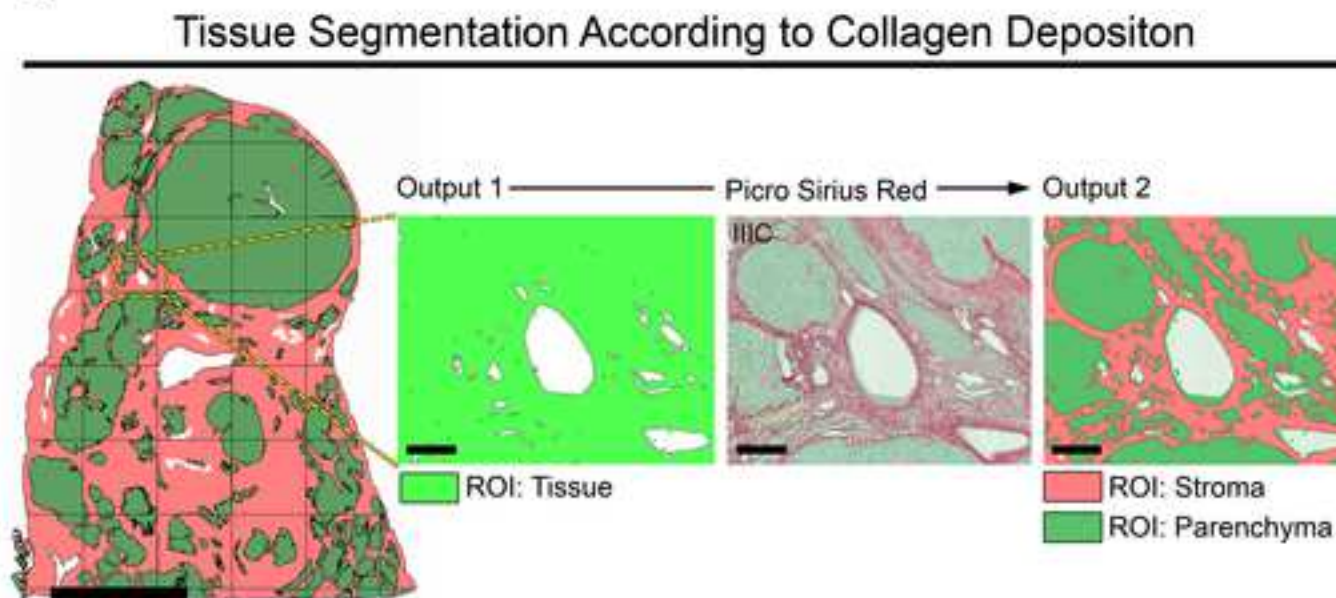 Tissue Segmentation According to Collagen Depositon
Output 1
Picro Sirius Red
Output 2
IIIC
ROI: Tissue
ROI: Stroma
ROI: Parenchyma